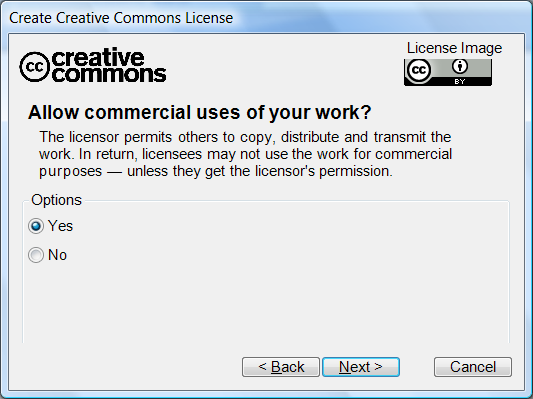 Create Creative Commons License
cc creative
commons
License Image
cc
BY
Allow commercial uses of your work?
The licensor permits others to copy, distribute and transmit the
work. In return, licensees may not use the work for commercial
purposes — unless they get the licensor's permission.
Options
Yes
No
< Back
Next >
Cancel